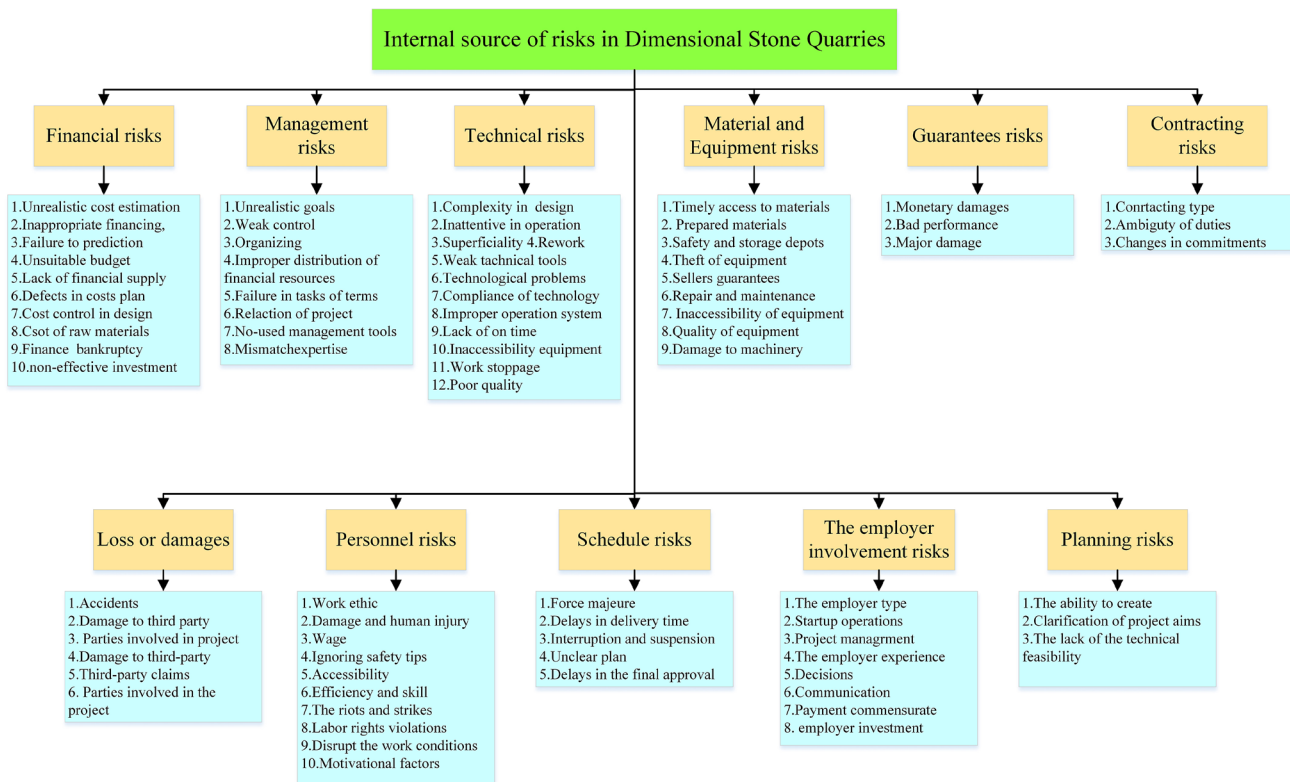 Internal source of risks in Dimensional Stone Quarries
Financial risks
1.Unrealistic cost estimation
2.Inappropriate financing,
3.Failure to prediction
4.Unsuitable budget
5.Lack of financial supply
6.Defects in costs plan
7.Cost control in design
8.Csot of raw materials
9.Finance bankruptcy
10.non-effective investment
Management
risks
1.Unrealistic goals
2.Weak control
3.Organizing
4.Improper distribution of
financial resources
5.Failure in tasks of terms
6.Relaction of project
7.No-used management tools
8.Mismatchexpertise
Technical risks
1.Complexity in design
2.Inattentive in operation
3.Superficiality 4.Rework
5.Weak tachnical tools
6.Technological problems
7.Compliance of technology
8.Improper operation system
9.Lack of on time
10.Inaccessibility equipment
11.Work stoppage
12.Poor quality
Material and
Equipment risks
1.Timely access to materials
2. Prepared materials
3.Safety and storage depots
4.Theft of equipment
5.Sellers guarantees
6.Repair and maintenance
7. Inaccessibility of equipment
8.Quality of equipment
9.Damage to machinery
Guarantees risks
1.Monetary damages
2.Bad performance
3.Major damage
Contracting
risks
1.Conrtacting type
2.Ambiguty of duties
3.Changes in commitments
Loss or damages
1.Accidents
2.Damage to third party
3. Parties involved in project
4.Damage to third-party
5.Third-party claims
6. Parties involved in the
project
Personnel risks
1.Work ethic
2.Damage and human injury
3.Wage
4.Ignoring safety tips
5.Accessibility
6.Efficiency and skill
7.The riots and strikes
8.Labor rights violations
9.Disrupt the work conditions
10.Motivational factors
Schedule risks
1.Force majeure
2.Delays in delivery time
3.Interruption and suspension
4.Unclear plan
5.Delays in the final approval
The employer
involvement risks
1.The employer type
2.Startup operations
3.Project managrment
4.The employer experience
5.Decisions
6.Communication
7.Payment commensurate
8. employer investment
Planning risks
1.The ability to create
2.Clarification of project aims
3.The lack of the technical
feasibility